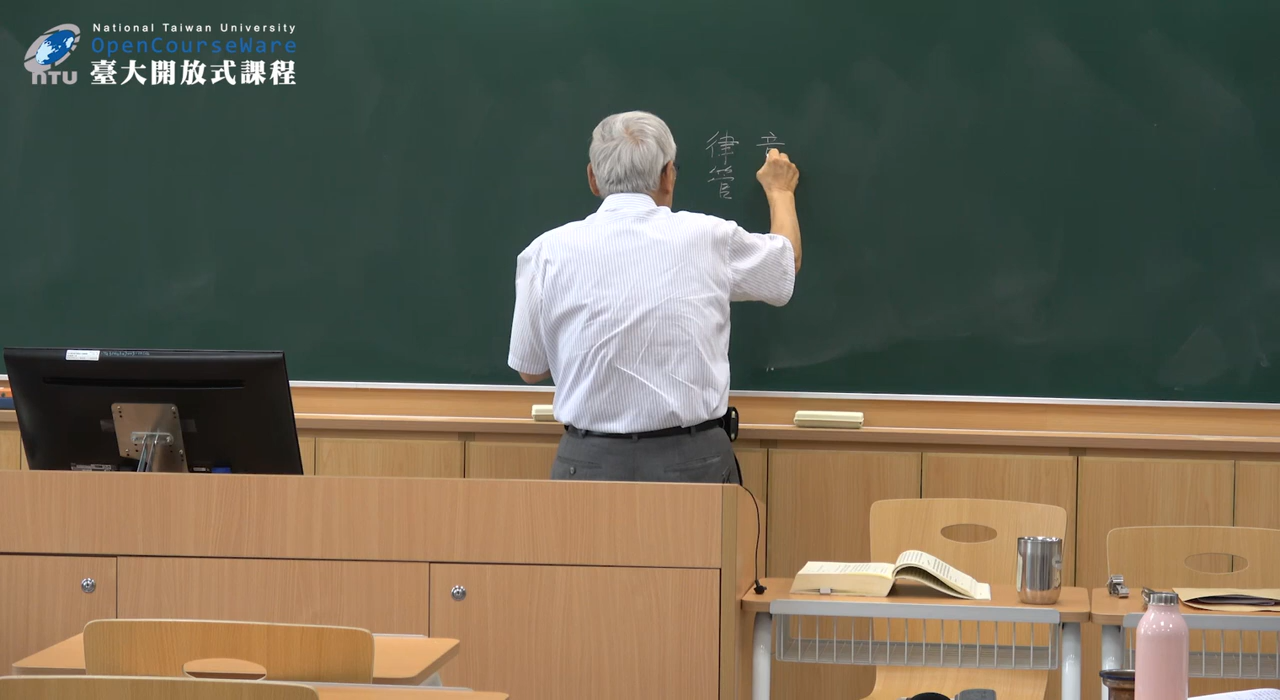 National Taiwan University
OpenCourseWare
NTU
臺大開放式課程
律管